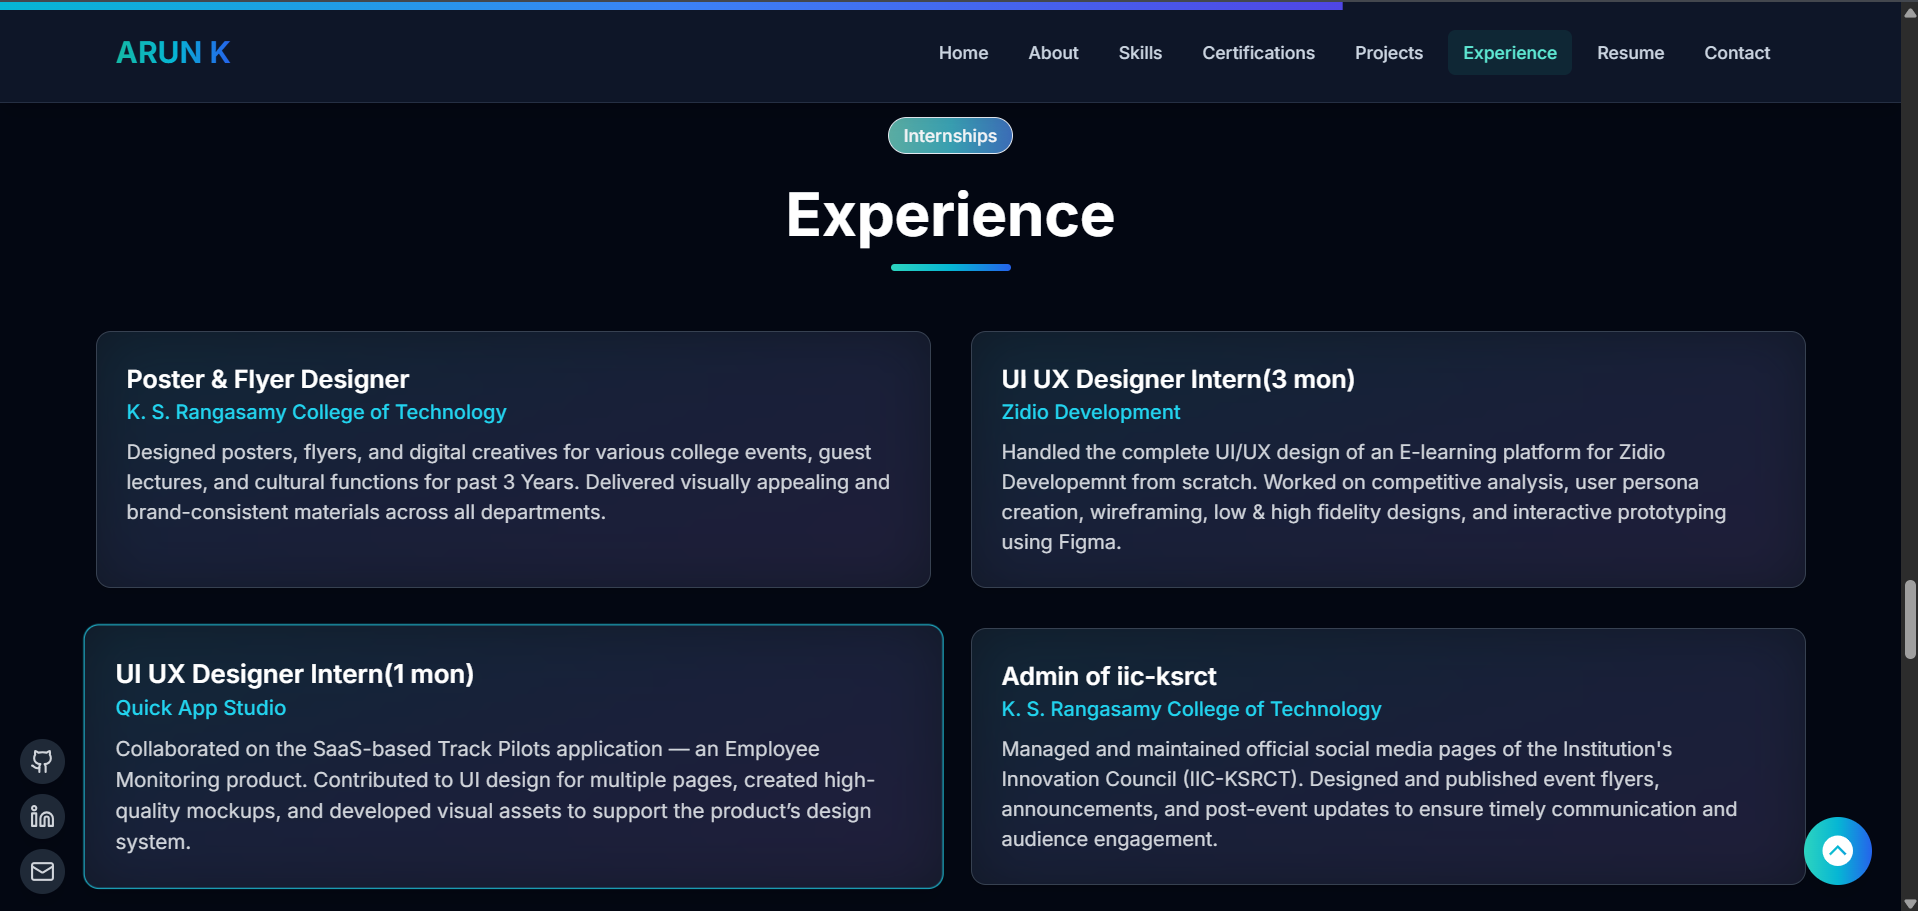 ARUN K
Home About Skills Certifications Projects Experience Resume Contact
Internships
Experience
Poster & Flyer Designer
K. S. Rangasamy College of Technology
Designed posters, flyers, and digital creatives for various college events, guest
lectures, and cultural functions for past 3 Years. Delivered visually appealing and
brand-consistent materials across all departments.
UI UX Designer Intern(3 mon)
Zidio Development
Handled the complete UI/UX design of an E-learning platform for Zidio
Developemnt from scratch. Worked on competitive analysis, user persona
creation, wireframing, low & high fidelity designs, and interactive prototyping
using Figma.
UI UX Designer Intern(1 mon)
Quick App Studio
Collaborated on the SaaS-based Track Pilots application — an Employee
Monitoring product. Contributed to UI design for multiple pages, created high-
quality mockups, and developed visual assets to support the product’s design
system.
Admin of iic-ksrct
K. S. Rangasamy College of Technology
Managed and maintained official social media pages of the Institution's
Innovation Council (IIC-KSRCT). Designed and published event flyers,
announcements, and post-event updates to ensure timely communication and
audience engagement.